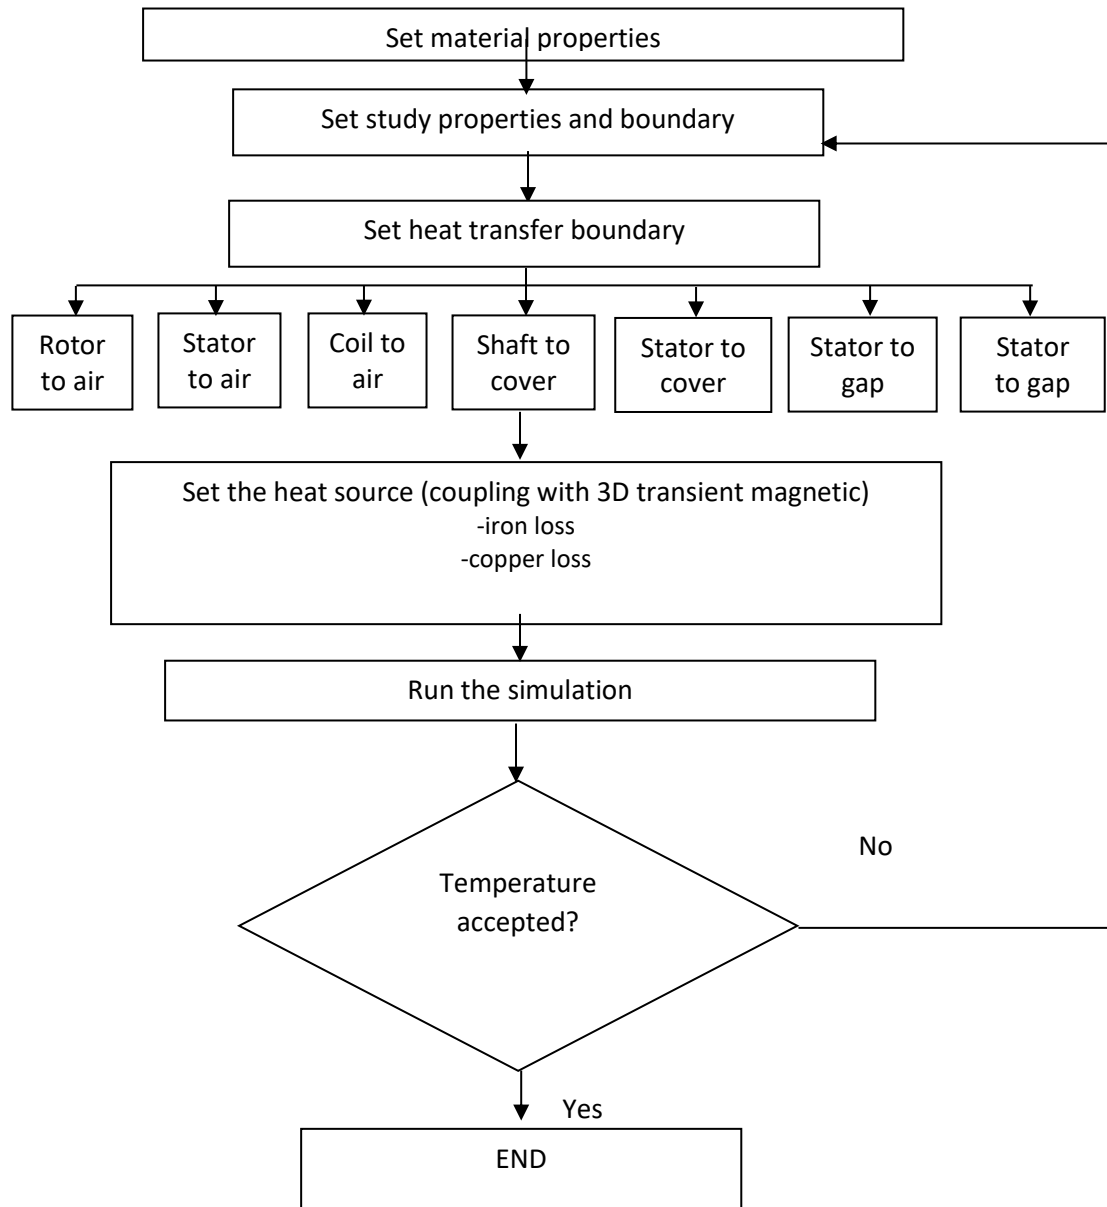 Set material properties
Set study properties and boundary
Set heat transfer boundary
Rotor
to air
Stator
to air
Coil to
air
Shaft to
cover
Stator to
cover
Stator to
gap
Stator
to gap
Set the heat source (coupling with 3D transient magnetic)
-iron loss
-copper loss
Run the simulation
Temperature
accepted?
No
Yes
END